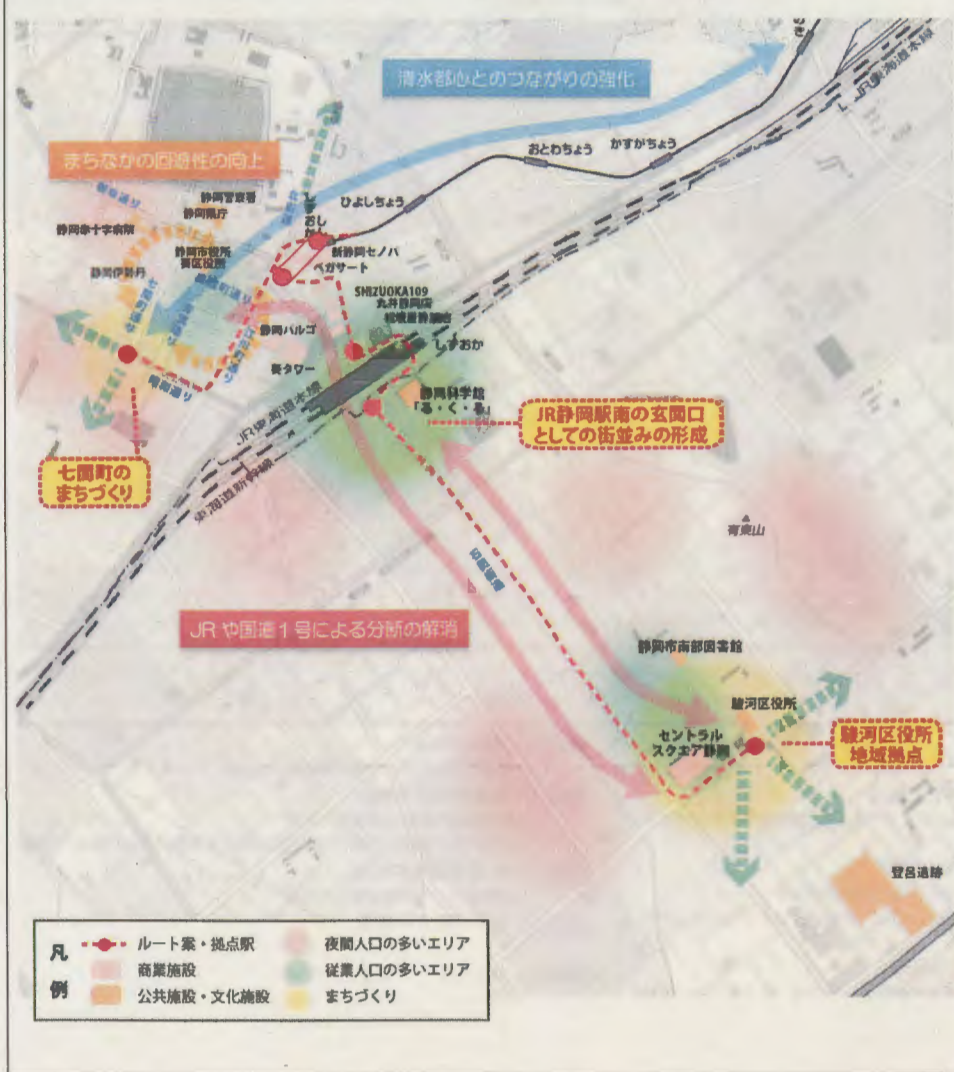 清水都心とのつながりの強化
JR東海道本線
まちなかの回遊性の向上
おとわちょう
かすがちょう
ひよしちょう
静岡警察署
静岡県庁
静岡赤十字病院
静岡市役所
葵区役所
静岡伊勢丹
新静岡セノバ
ペガサート
SHIZUOKA109
丸井静岡店
松坂屋静岡店
静岡パルコ
葵タワー
しずおか
JR東海道本線
東海道新幹線
静岡科学館
「る・く・る」
JR静岡駅南の玄関口
としての街並みの形成
七間町の
まちづくり
有東山
JRや国道1号による分断の解消
静岡市南部図書館
駿河区役所
セントラル
スクエア静岡
駿河区役所
地域拠点
登呂遺跡
凡例
ルート案・拠点駅
商業施設
公共施設・文化施設
夜間人口の多いエリア
従業人口の多いエリア
まちづくり